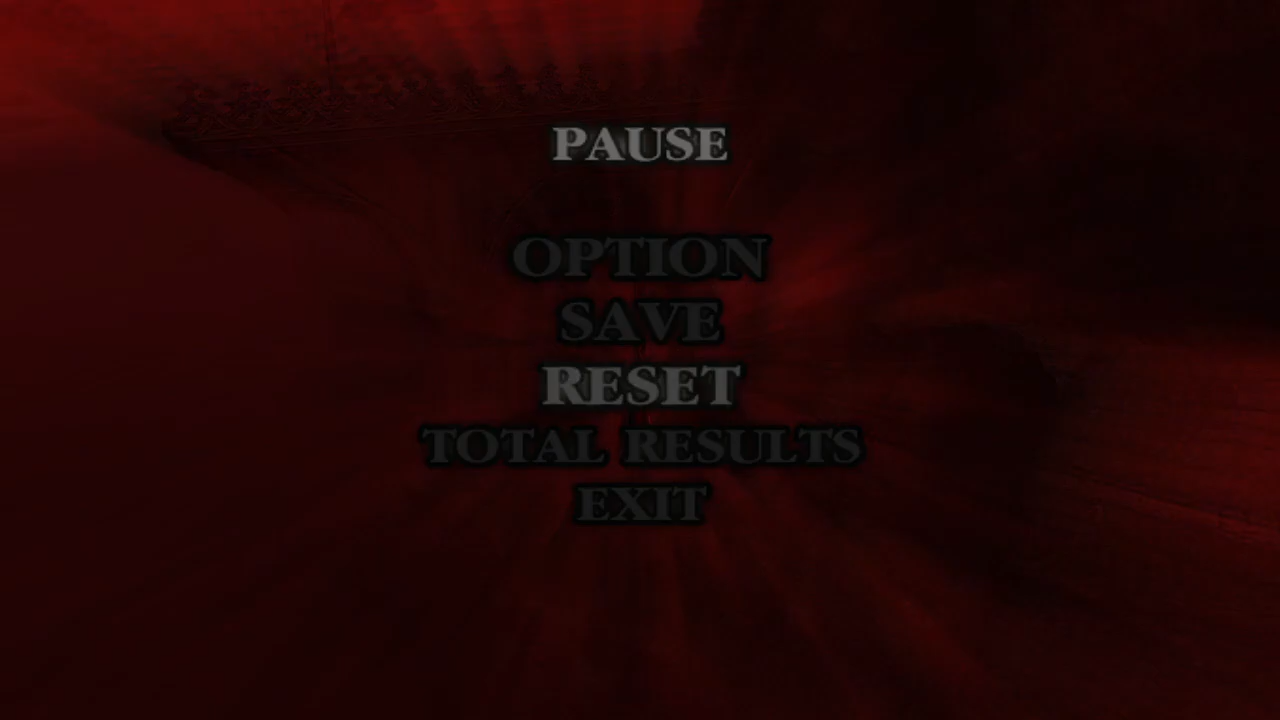 PAUSE
OPTION
SAVE
RESET
TOTAL RESULTS
EXIT